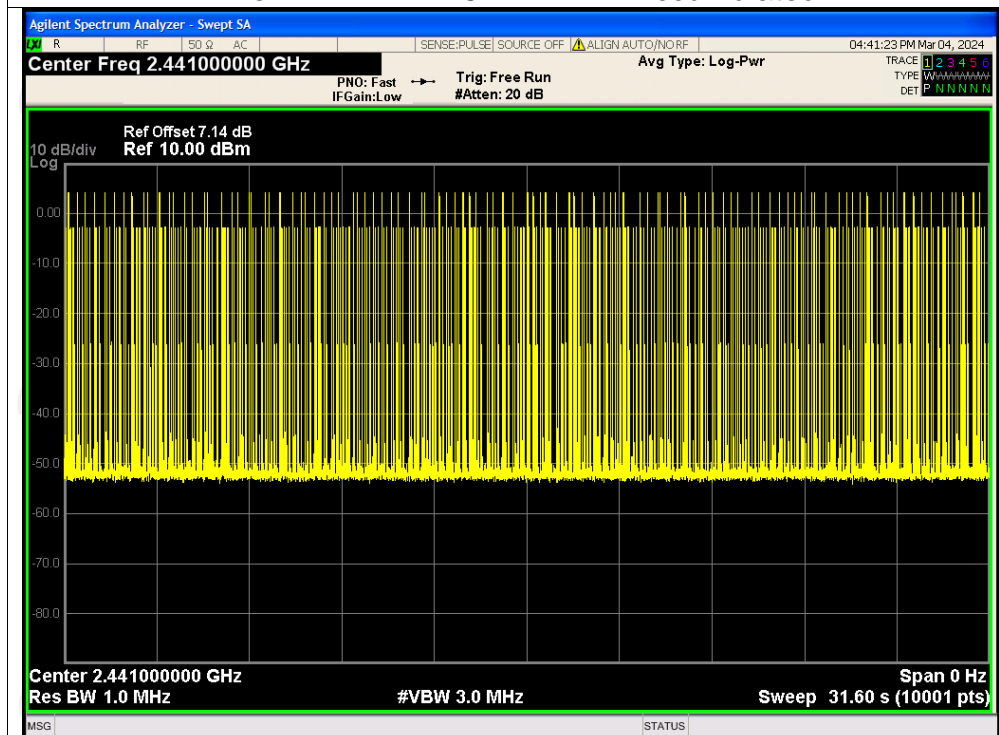 Agilent Spectrum Analyzer - Swept SA
LXI R RF 50 Ω AC SENSE:PULSE SOURCE OFF ALIGN AUTO/NO RF 04:41:23 PM Mar 04, 2024
Center Freq 2.441000000 GHz Avg Type: Log-Pwr TRACE 1 2 3 4 5 6
PNO: Fast Trig: Free Run TYPE W
IFGain:Low #Atten: 20 dB DET P N N N N N
Ref Offset 7.14 dB
10 dB/div Ref 10.00 dBm
Log
0.00
-10.0
-20.0
-30.0
-40.0
-50.0
-60.0
-70.0
-80.0
Center 2.441000000 GHz Span 0 Hz
Res BW 1.0 MHz #VBW 3.0 MHz Sweep 31.60 s (10001 pts)
MSG STATUS